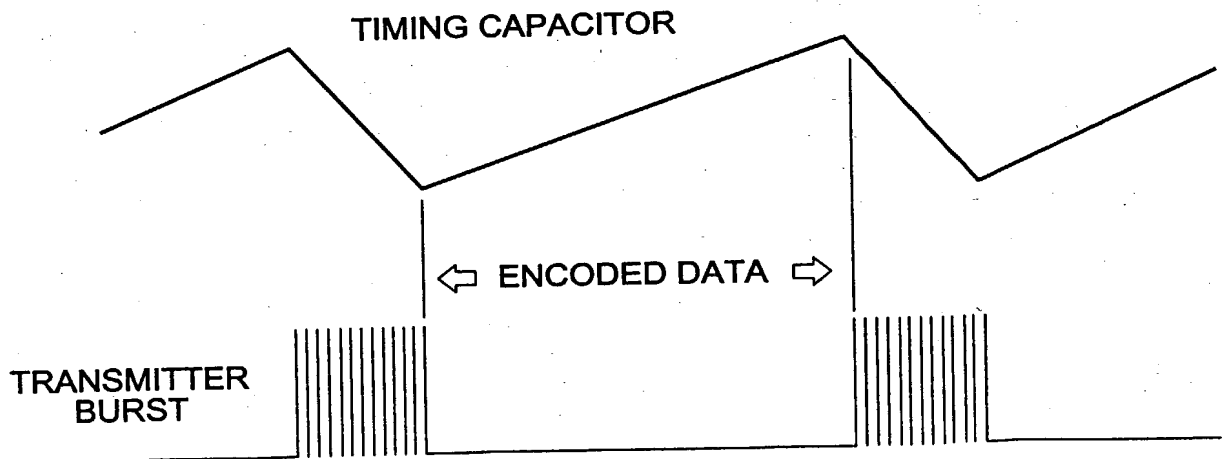 TIMING CAPACITOR
ENCODED DATA
TRANSMITTER
BURST